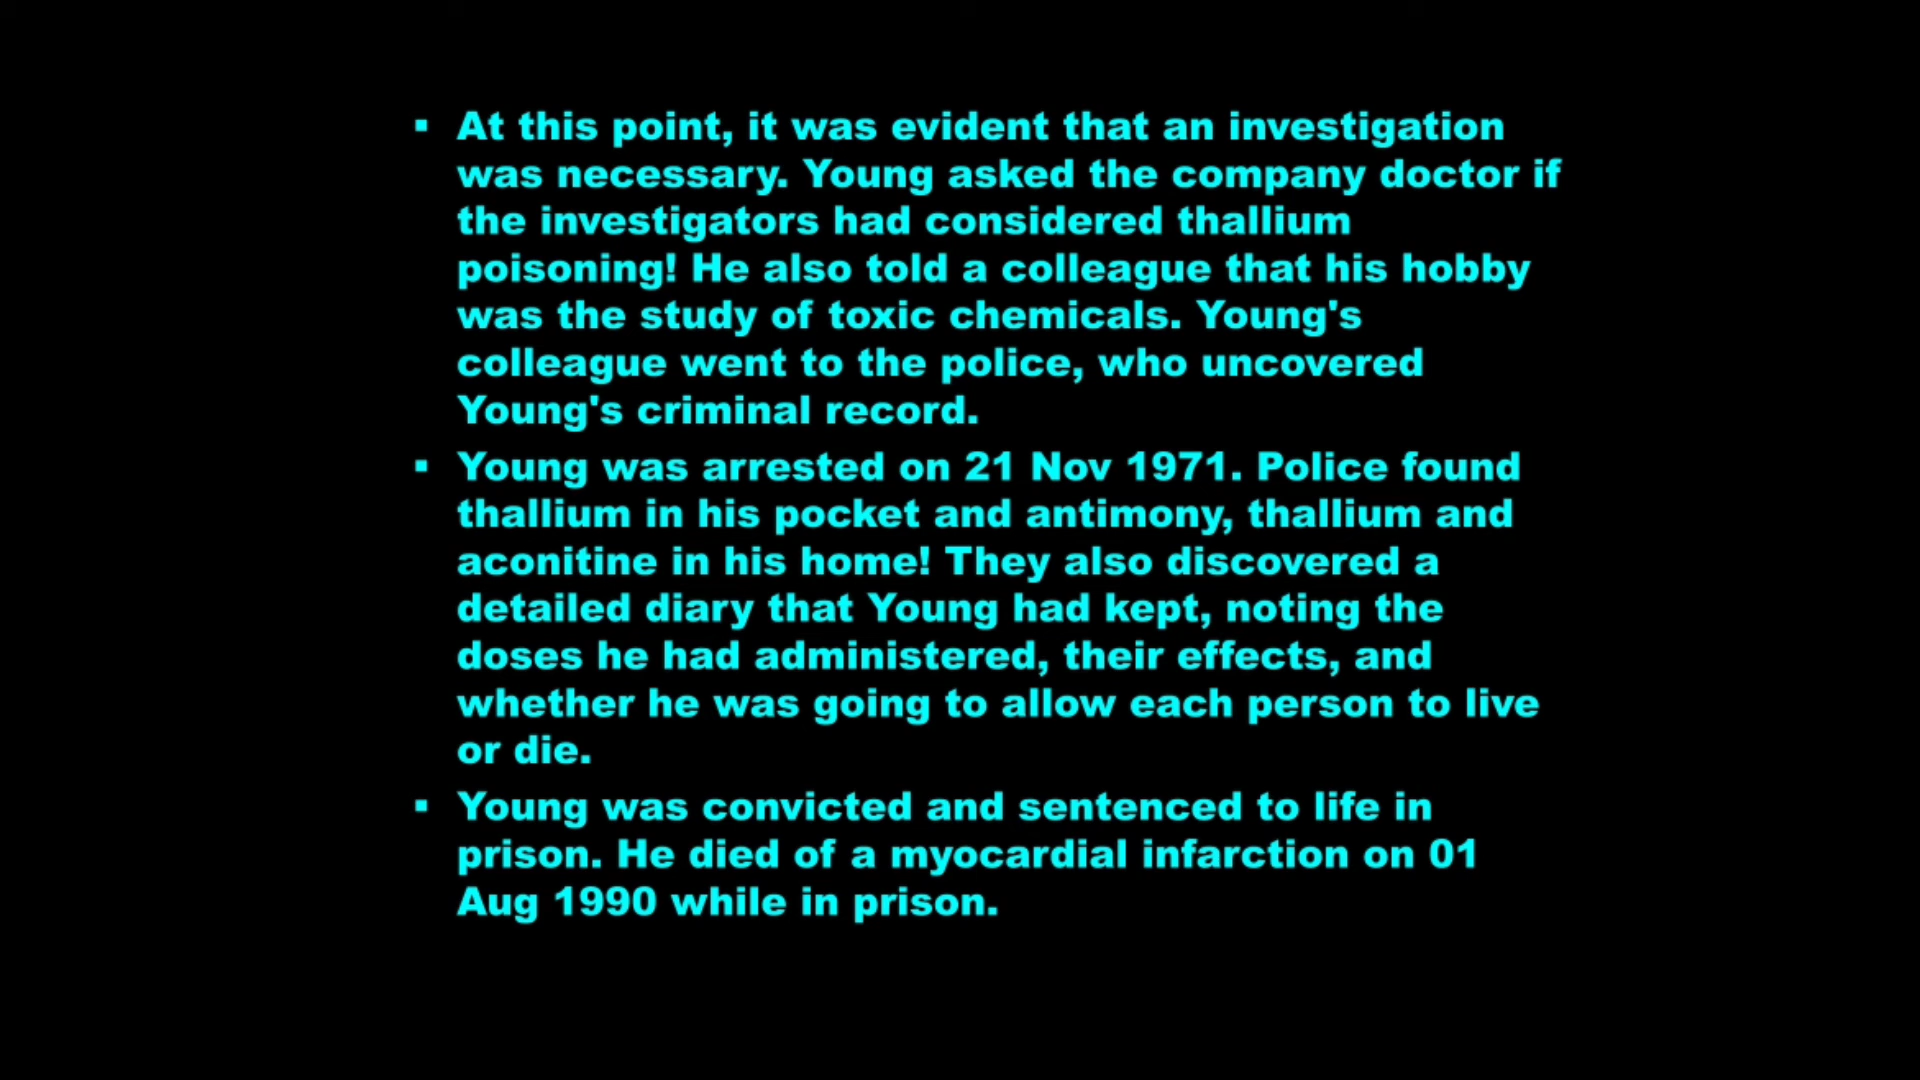 ▪ At this point, it was evident that an investigation
was necessary. Young asked the company doctor if
the investigators had considered thallium
poisoning! He also told a colleague that his hobby
was the study of toxic chemicals. Young's
colleague went to the police, who uncovered
Young's criminal record.
▪ Young was arrested on 21 Nov 1971. Police found
thallium in his pocket and antimony, thallium and
aconitine in his home! They also discovered a
detailed diary that Young had kept, noting the
doses he had administered, their effects, and
whether he was going to allow each person to live
or die.
▪ Young was convicted and sentenced to life in
prison. He died of a myocardial infarction on 01
Aug 1990 while in prison.